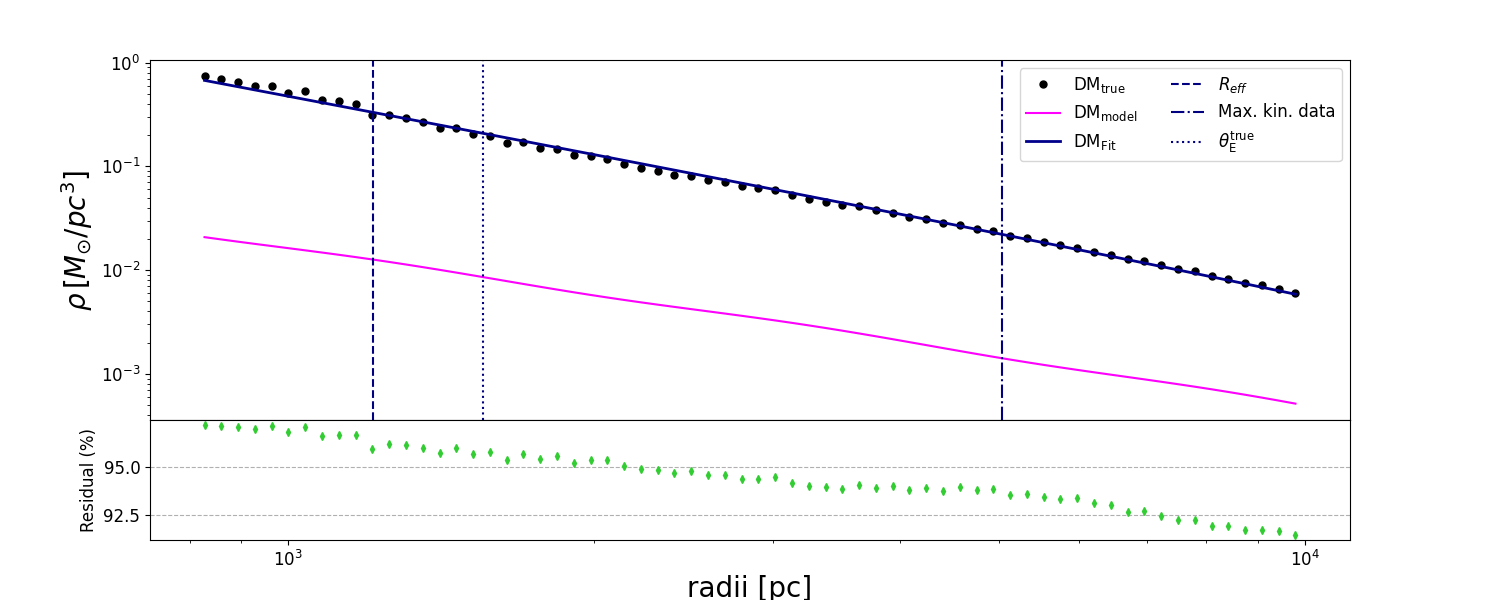 10⁰
10⁻¹
10⁻²
10⁻³
ρ [M⊙/pc³]
DM_true
DM_model
DM_Fit
R_eff
Max. kin. data
θ_E^true
95.0
92.5
Residual (%)
10³
10⁴
radii [pc]